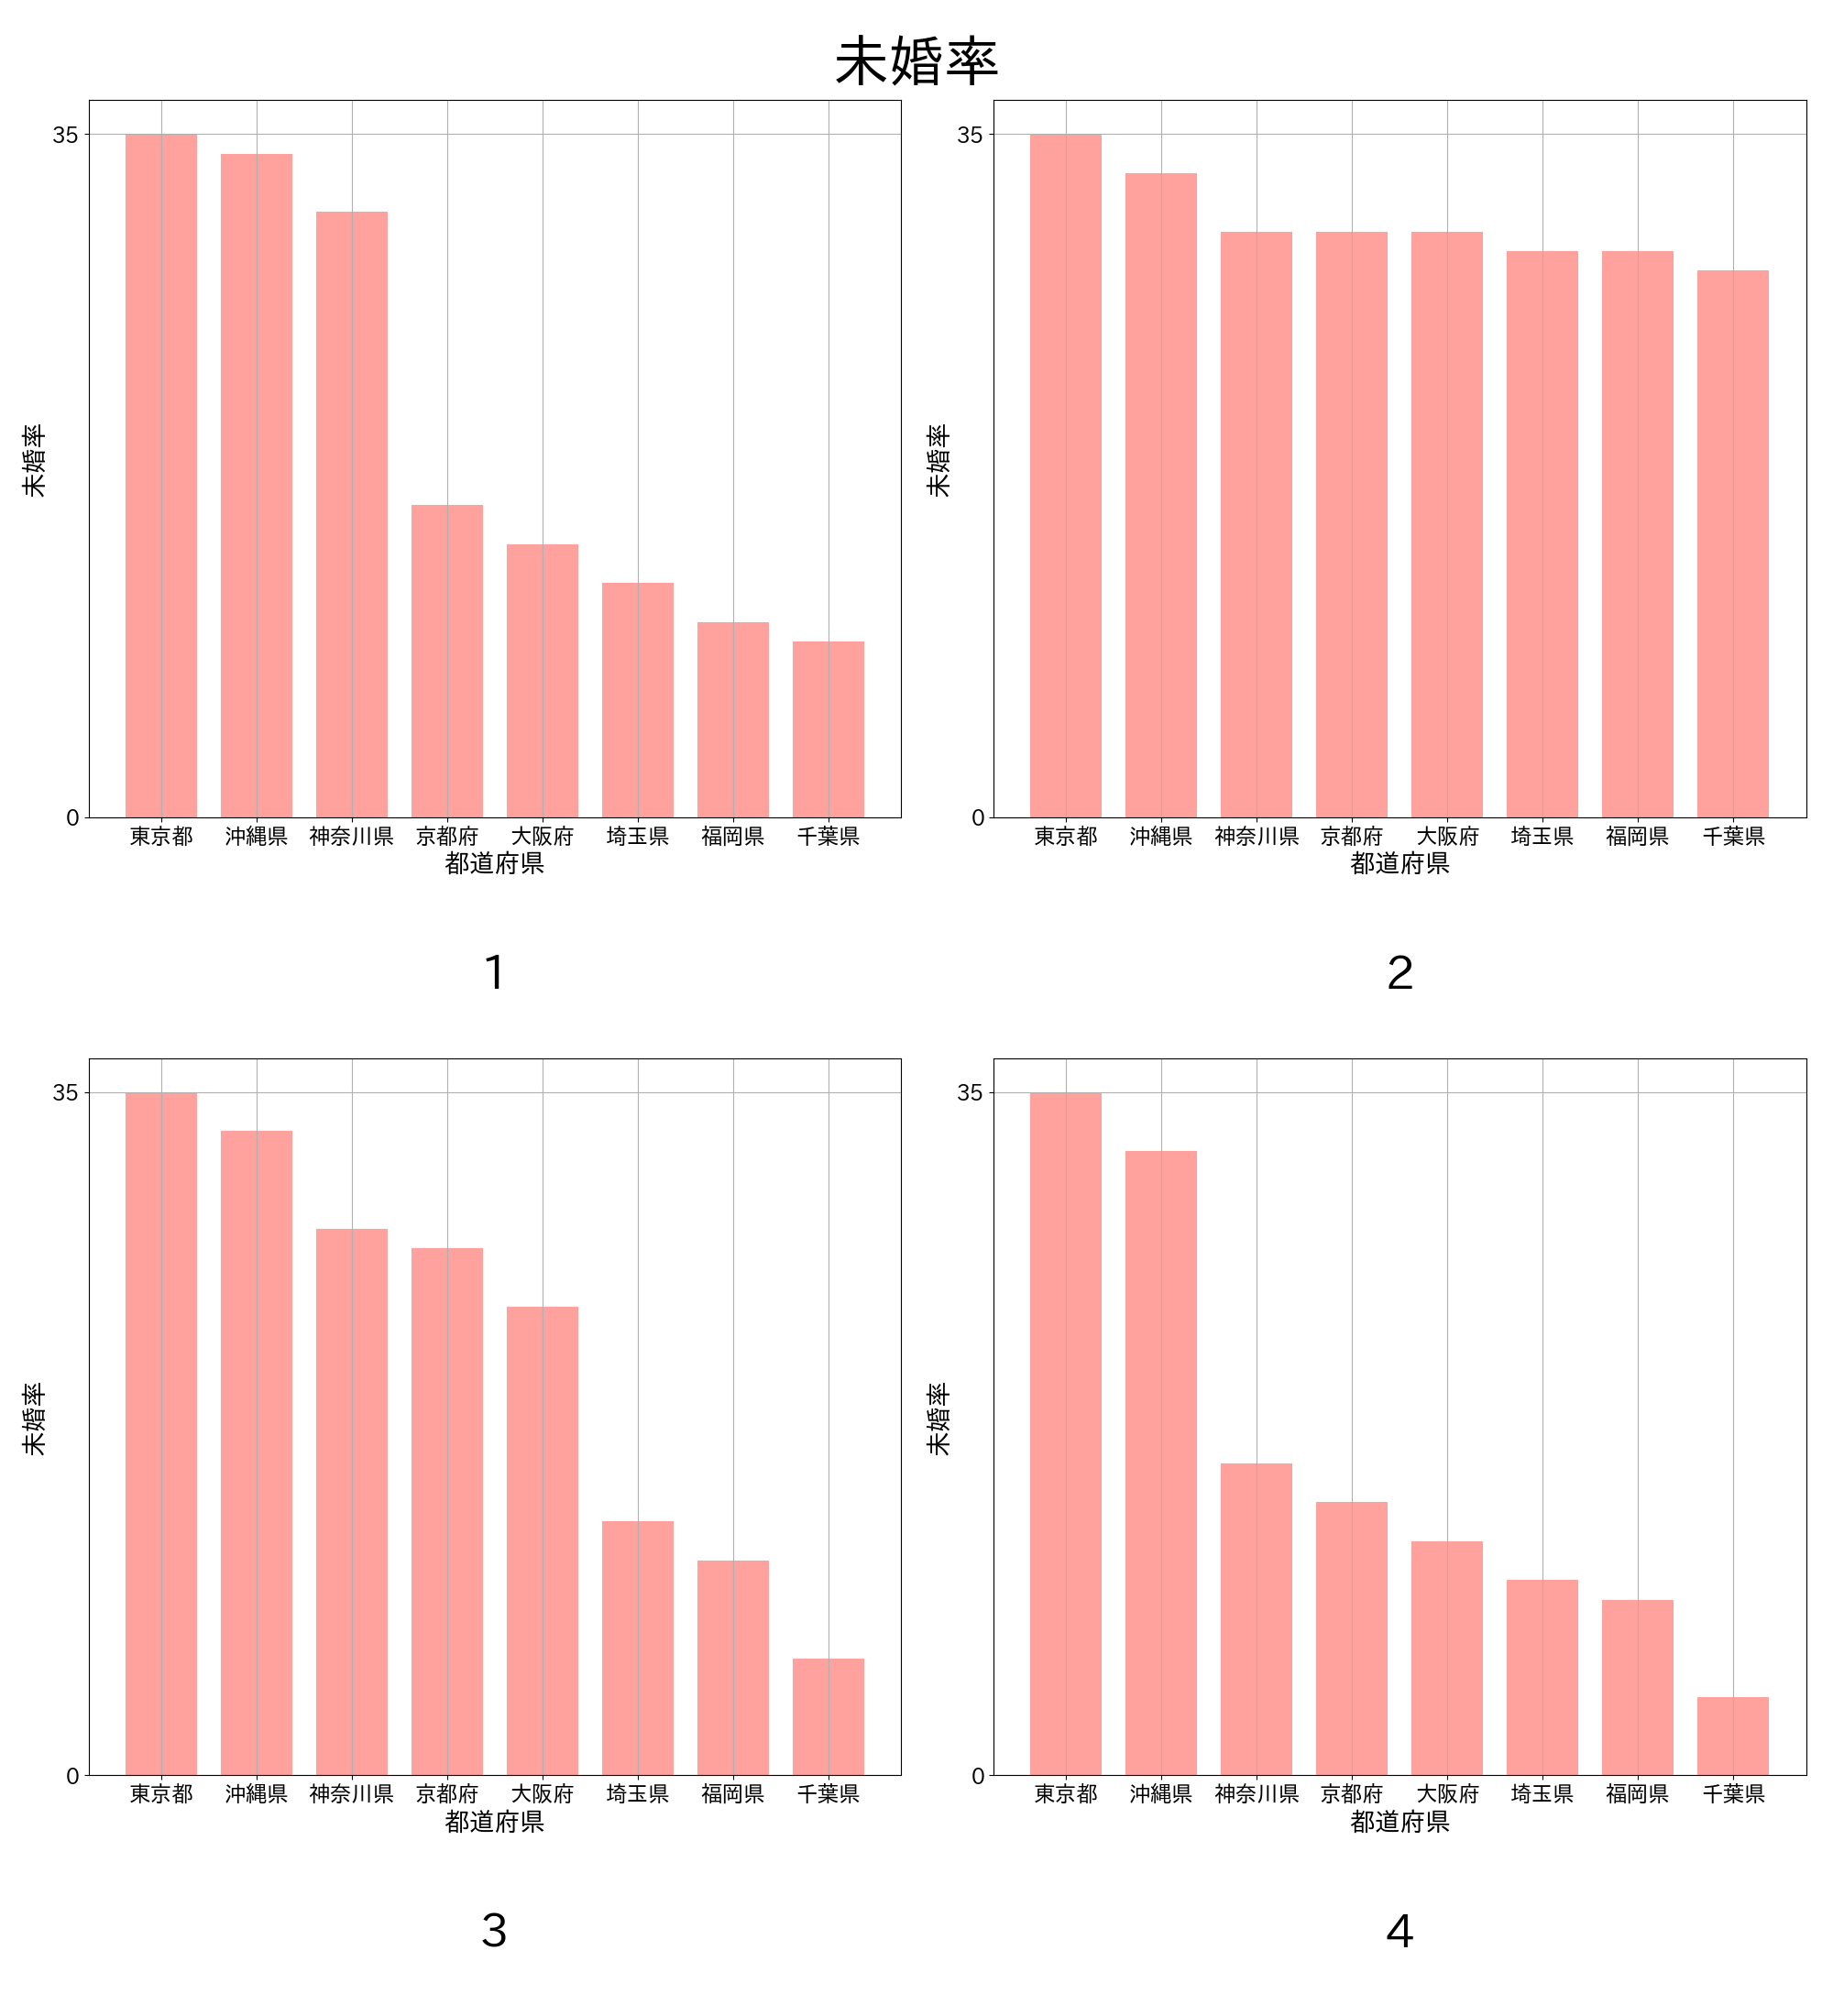 未婚率
35
0
未婚率
東京都 沖縄県 神奈川県 京都府 大阪府 埼玉県 福岡県 千葉県
都道府県
1
35
0
未婚率
東京都 沖縄県 神奈川県 京都府 大阪府 埼玉県 福岡県 千葉県
都道府県
2
35
0
未婚率
東京都 沖縄県 神奈川県 京都府 大阪府 埼玉県 福岡県 千葉県
都道府県
3
35
0
未婚率
東京都 沖縄県 神奈川県 京都府 大阪府 埼玉県 福岡県 千葉県
都道府県
4